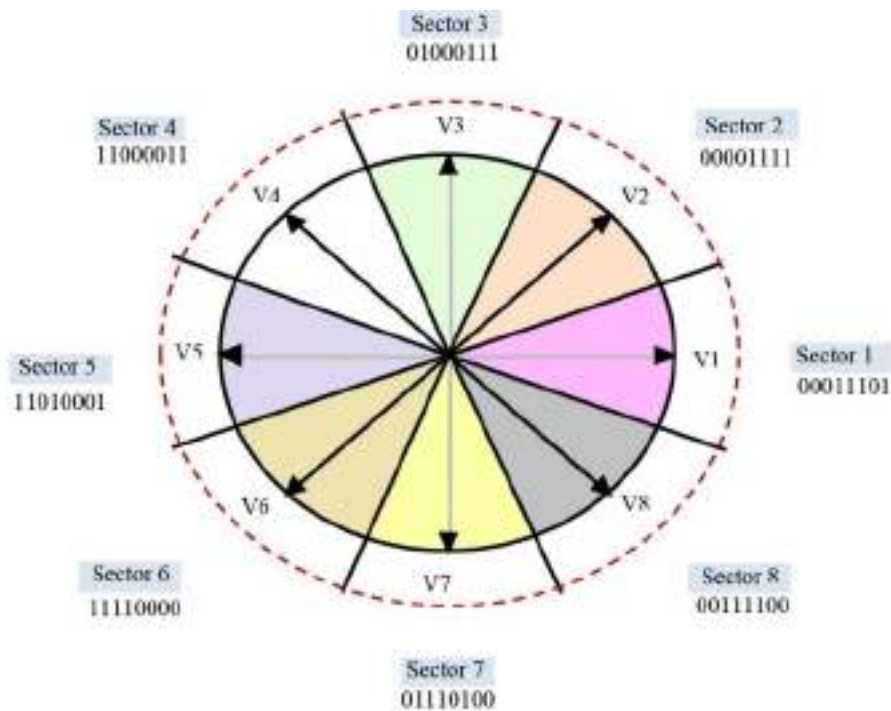 Sector 3
01000111
Sector 4
11000011
Sector 2
00001111
V3
V4
V2
V5
V1
Sector 5
11010001
Sector 1
00011101
V6
V8
V7
Sector 6
11110000
Sector 8
00111100
Sector 7
01110100